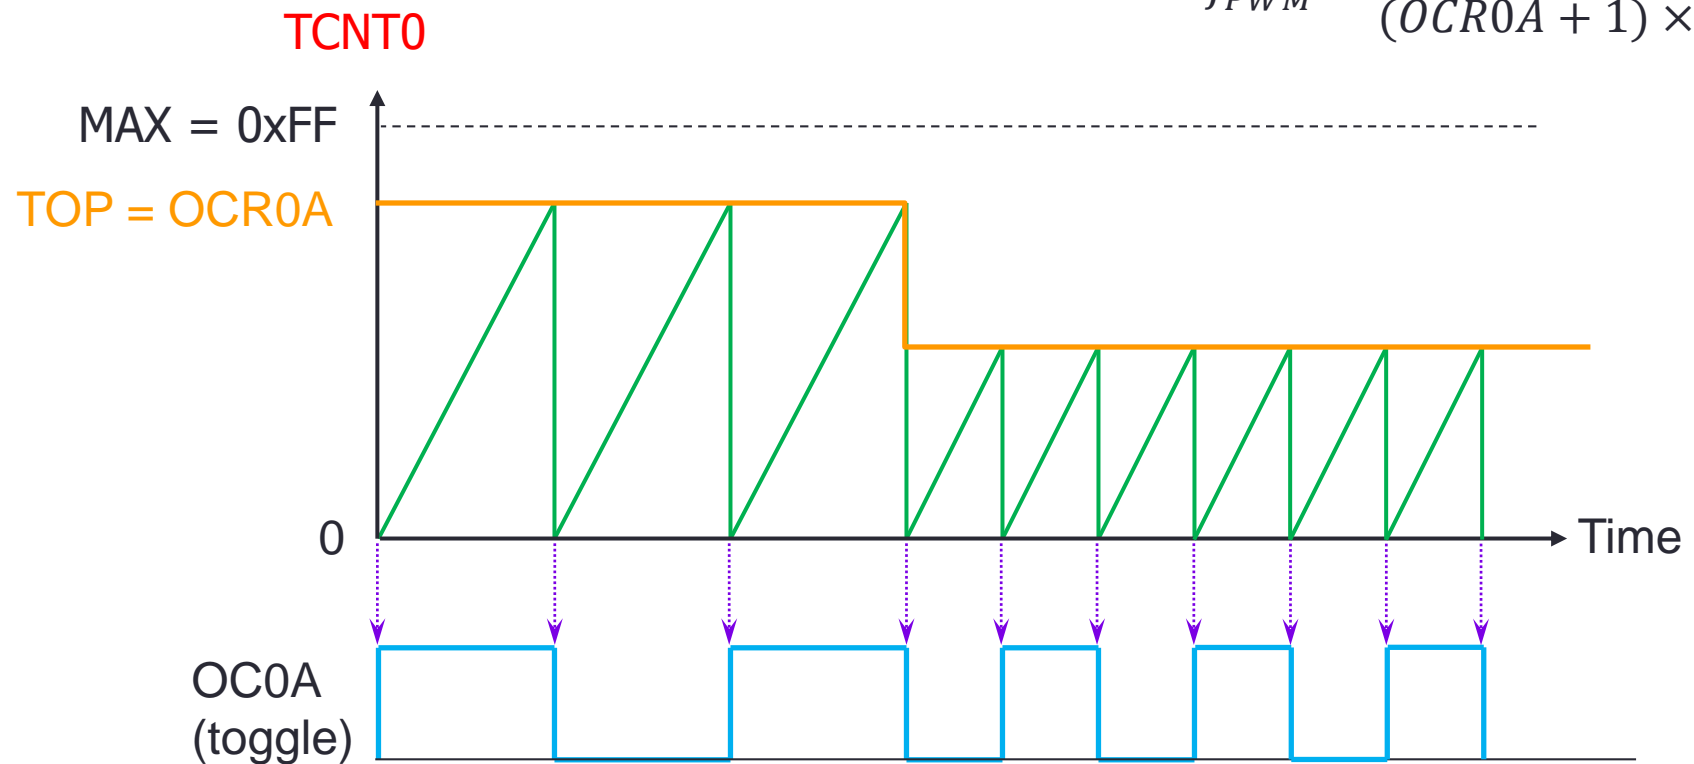 (OCR0A + 1) ×
TCNT0
MAX = 0xFF
TOP = OCR0A
0
Time
OC0A
(toggle)